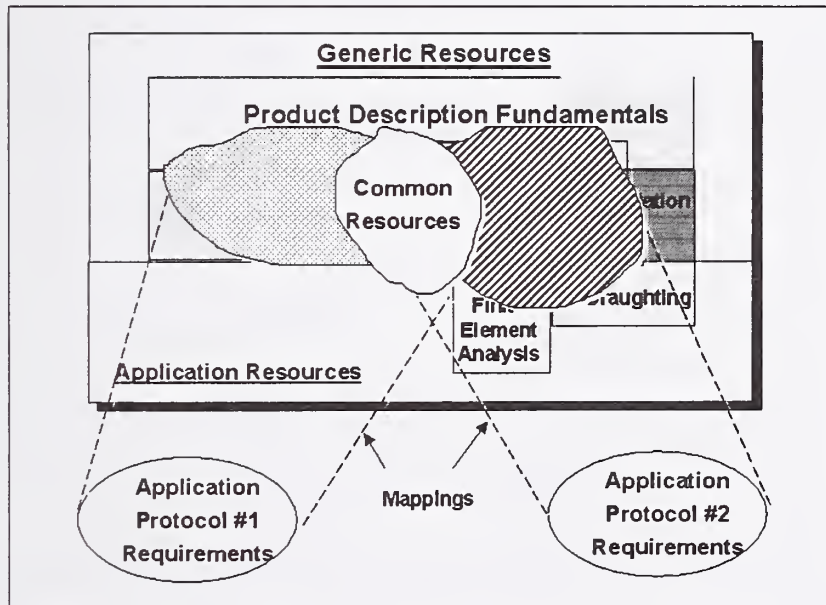 Generic Resources
Product Description Fundamentals
Common
Resources
Element
Analysis
Application Resources
Mappings
Application
Protocol #1
Requirements
Application
Protocol #2
Requirements